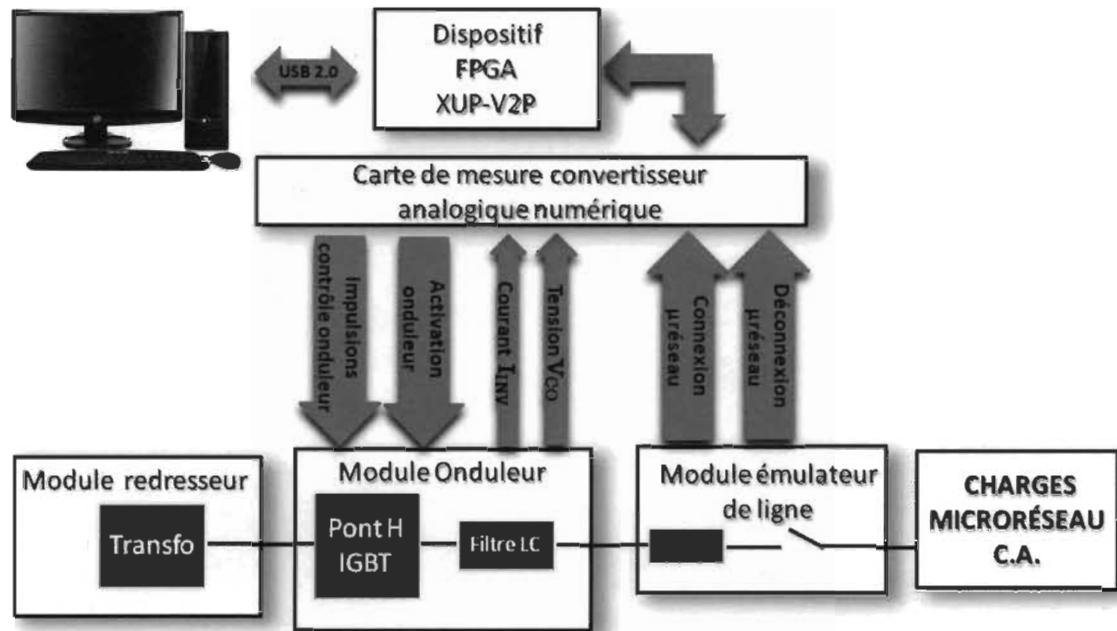 USB 2.0
Dispositif
FPGA
XUP-V2P
Carte de mesure convertisseur
analogique numérique
Impulsions
contrôle onduleur
Activation
onduleur
Courant I_INV
Tension V_CO
Connexion
µréseau
Déconnexion
µréseau
Module redresseur
Transfo
Module Onduleur
Pont H
IGBT
Filtre LC
Module émulateur
de ligne
CHARGES
MICRORÉSEAU
C.A.